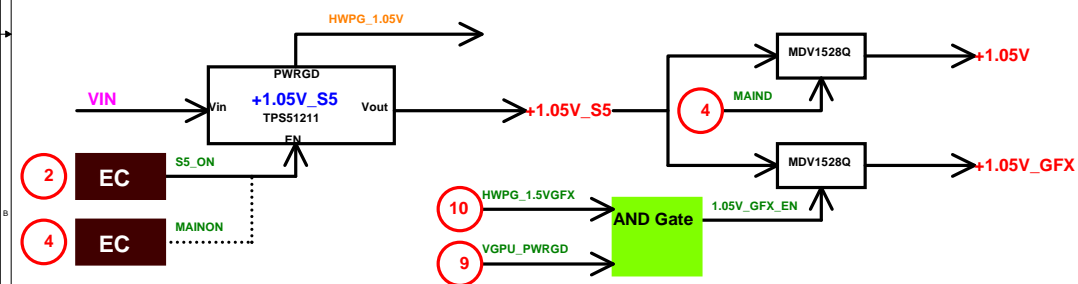 HWPG_1.05V
MDV1528Q
+1.05V
PWRGD
VIN
Vin
+1.05V_S5
Vout
TPS51211
EN
+1.05V_S5
4
MAIND
2
EC
S5_ON
MDV1528Q
+1.05V_GFX
10
HWPG_1.5VGFX
AND Gate
1.05V_GFX_EN
B
4
EC
MAINON
9
VGPU_PWRGD